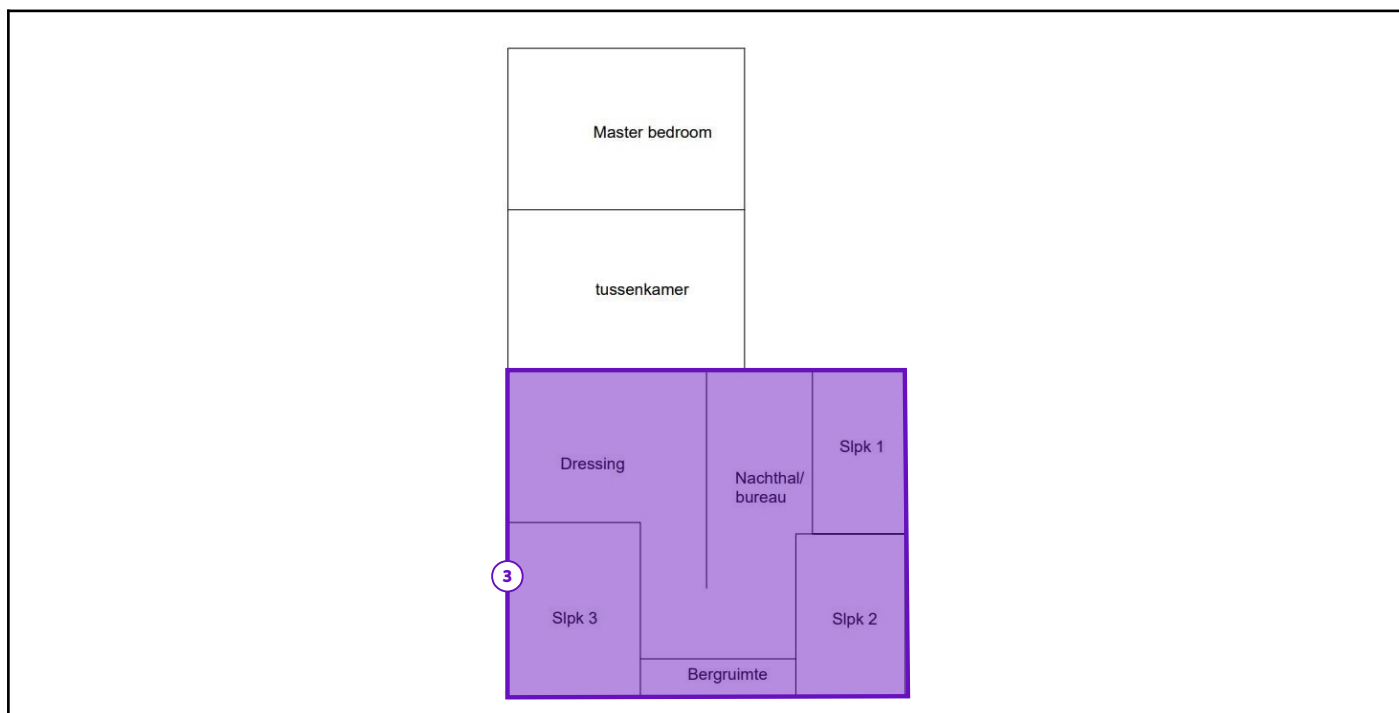 Master bedroom
tussenkamer
Dressing
Nachthal/
bureau
Slpk 1
3
Slpk 3
Slpk 2
Bergruimte